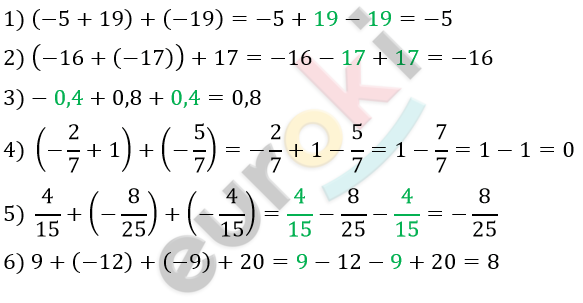 1) (−5 + 19) + (−19) = −5 + 19 − 19 = −5
2) (−16 + (−17)) + 17 = −16 − 17 + 17 = −16
3) − 0,4 + 0,8 + 0,4 = 0,8
4) (−2/7 + 1) + (−5/7) = −2/7 + 1 − 5/7 = 1 − 7/7 = 1 − 1 = 0
5) 4/15 + (−8/25) + (−4/15) = 4/15 − 8/25 − 4/15 = −8/25
6) 9 + (−12) + (−9) + 20 = 9 − 12 − 9 + 20 = 8
euroki